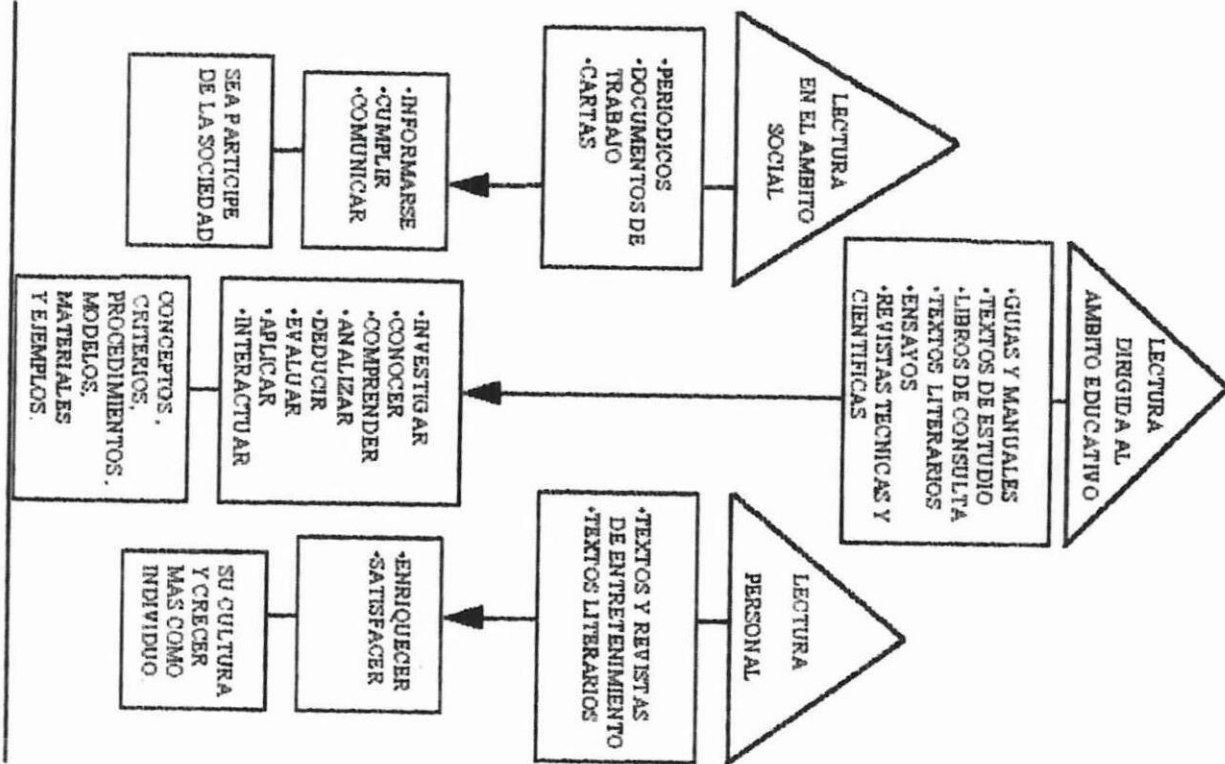 LECTURA
EN EL AMBITO
SOCIAL
•PERIODICOS
•DOCUMENTOS DE
TRABAJO
•CARTAS
•INFORMARSE
•CUMPLIR
•COMUNICAR
SEA PARTICIPE
DE LA SOCIEDAD
LECTURA
DIRIGIDA AL
AMBITO EDUCATIVO
•GUIAS Y MANUALES
•TEXTOS DE ESTUDIO
•LIBROS DE CONSULTA
•TEXTOS LITERARIOS
•ENSAYOS
•REVISTAS TECNICAS Y
CIENTIFICAS
•INVESTIGAR
•CONOCER
•COMPRENDER
•ANALIZAR
•DEDUCIR
•EVALUAR
•APLICAR
•INTERACTUAR
CONCEPTOS,
CRITERIOS,
PROCEDIMIENTOS,
MODELOS,
MATERIALES
Y EJEMPLOS.
LECTURA
PERSONAL
•TEXTOS Y REVISTAS
DE ENTRETENIMIENTO
•TEXTOS LITERARIOS
•ENRIQUECER
•SATISFACER
SU CULTURA
Y CRECER
MAS COMO
INDIVIDUO